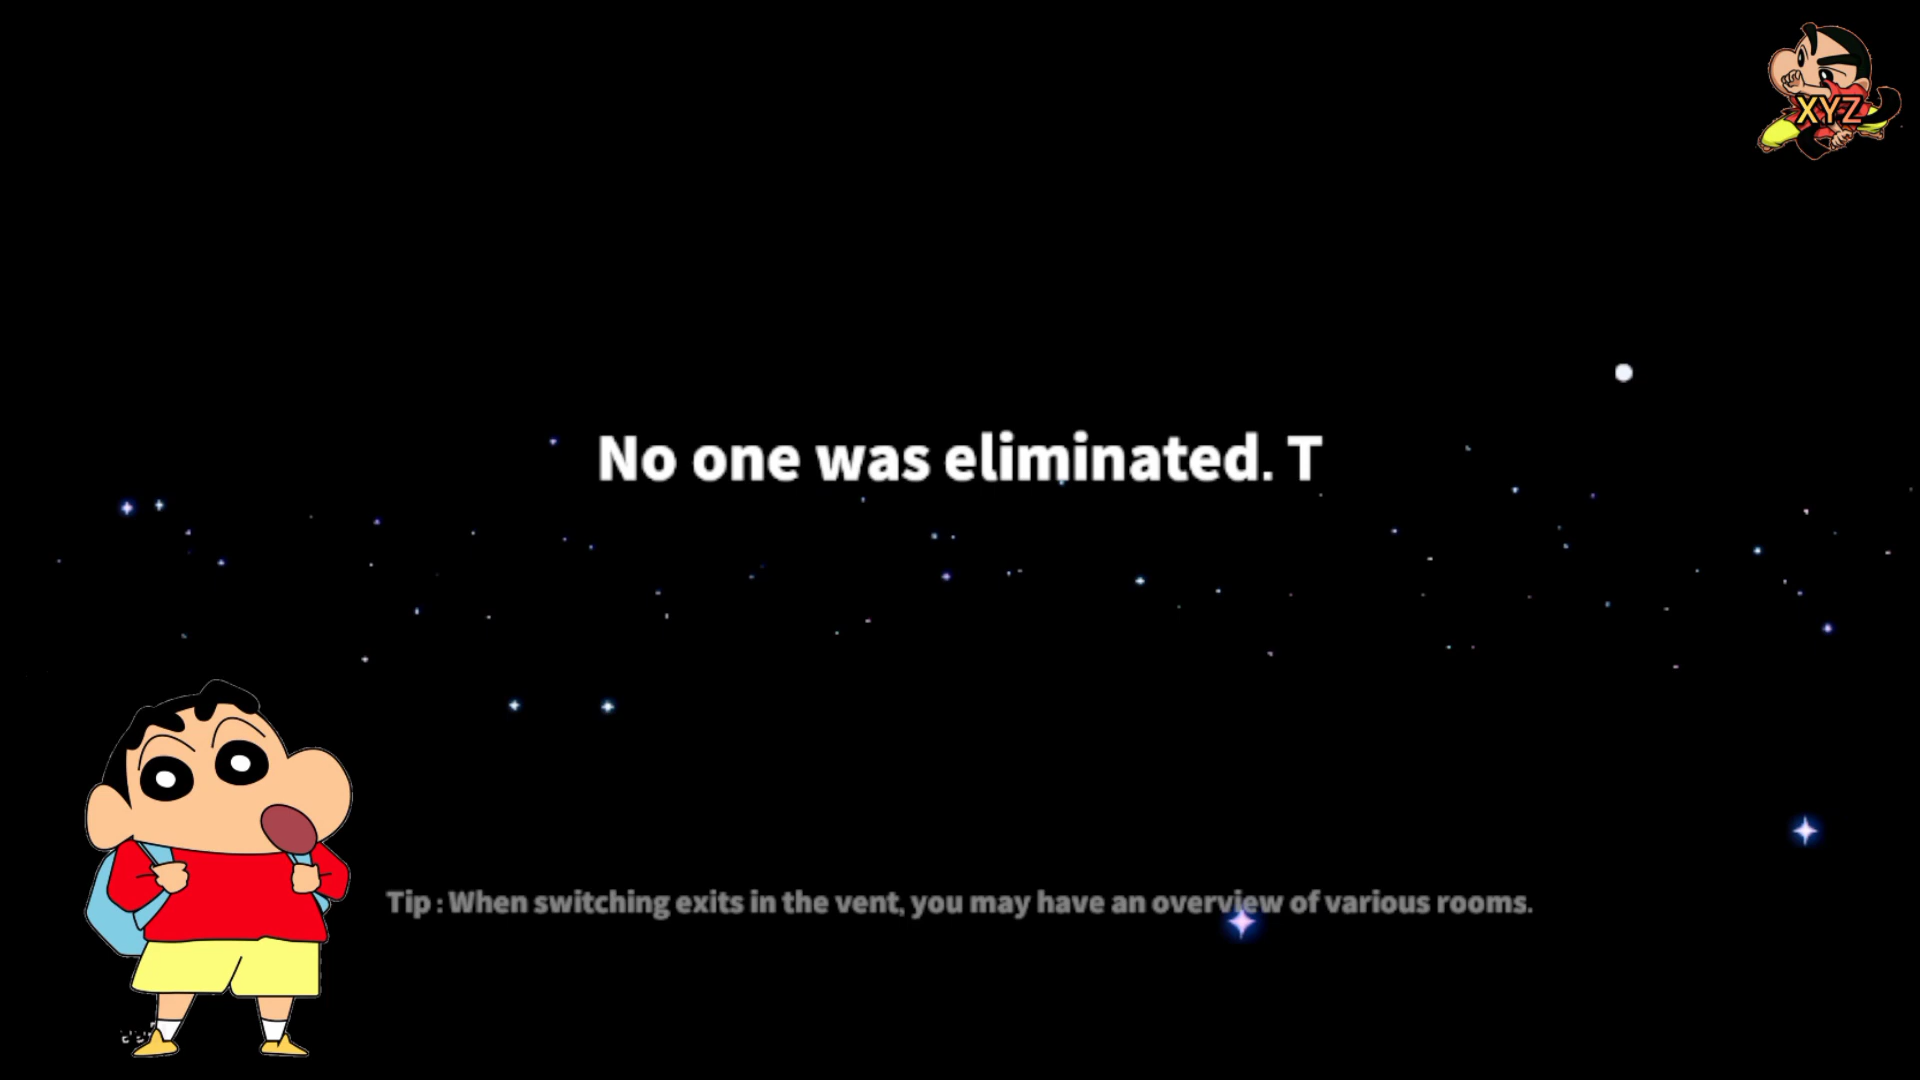 XYZ
No one was eliminated. T
Tip : When switching exits in the vent, you may have an overview of various rooms.